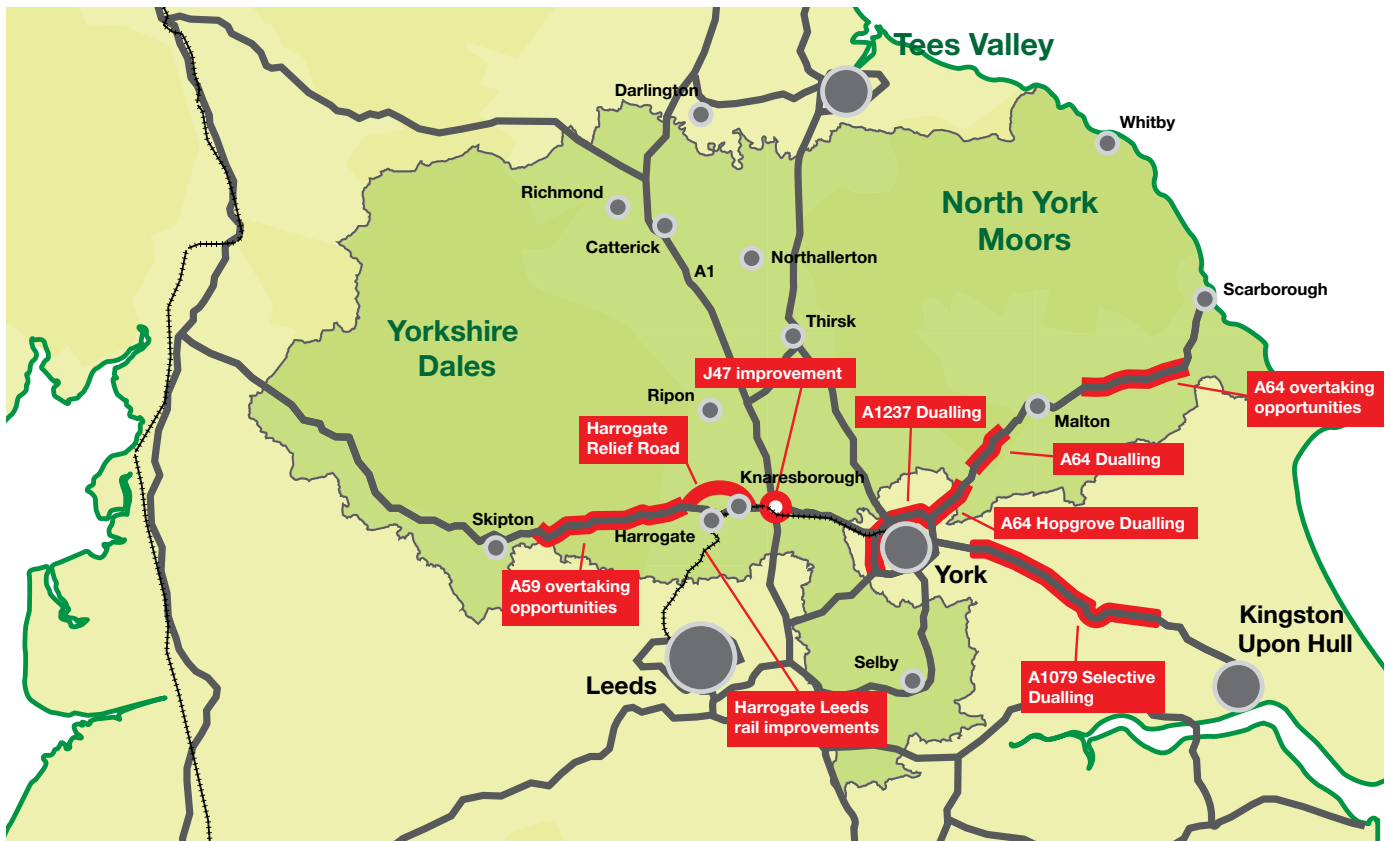 Tees Valley
Darlington
Whitby
Richmond
North York
Moors
Catterick
Northallerton
A1
Scarborough
Yorkshire
Dales
Thirsk
J47 improvement
Ripon
A64 overtaking
opportunities
A1237 Dualling
Malton
Harrogate
Relief Road
A64 Dualling
Knaresborough
Skipton
Harrogate
A64 Hopgrove Dualling
York
A59 overtaking
opportunities
Kingston
Upon Hull
Selby
Leeds
A1079 Selective
Dualling
Harrogate Leeds
rail improvements